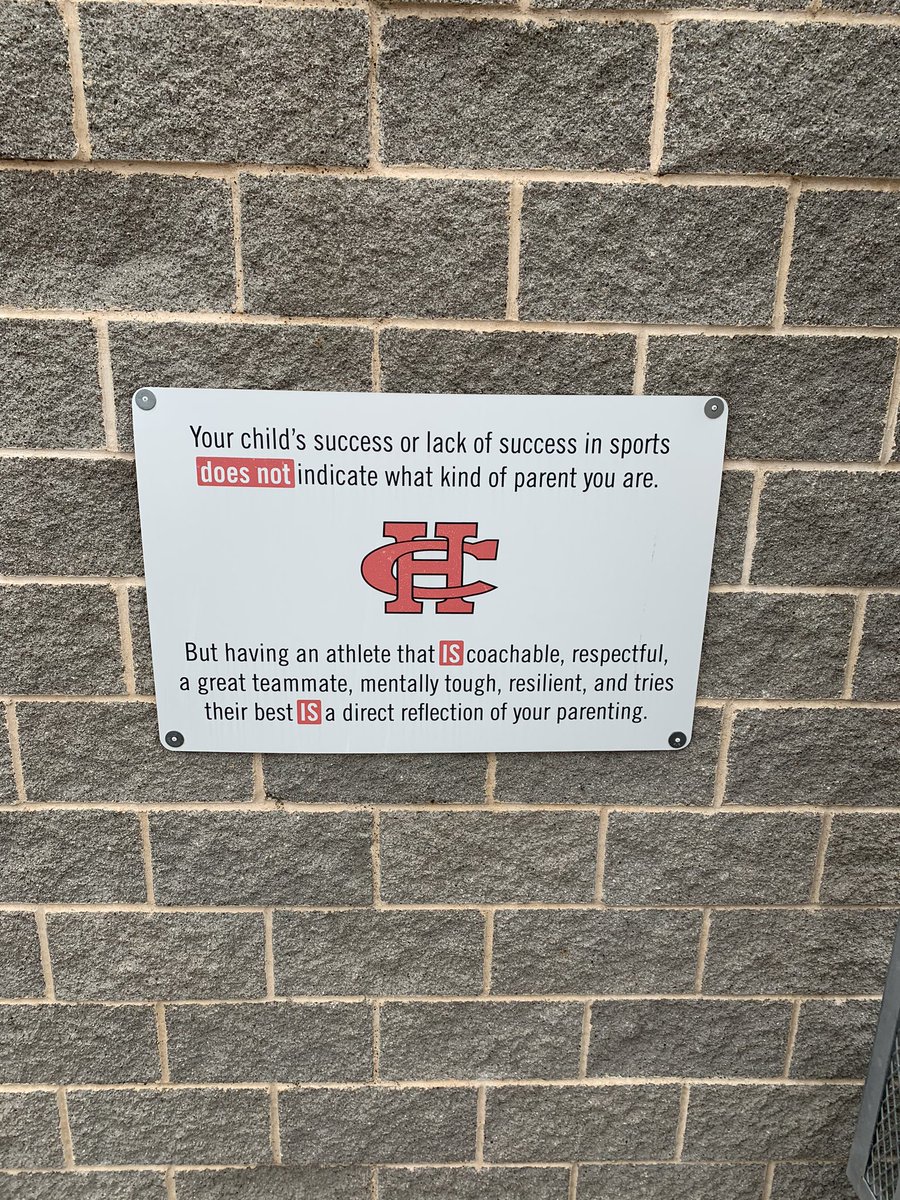 Your child's success or lack of success in sports
does not indicate what kind of parent you are.
HC
But having an athlete that IS coachable, respectful,
a great teammate, mentally tough, resilient, and tries
their best IS a direct reflection of your parenting.